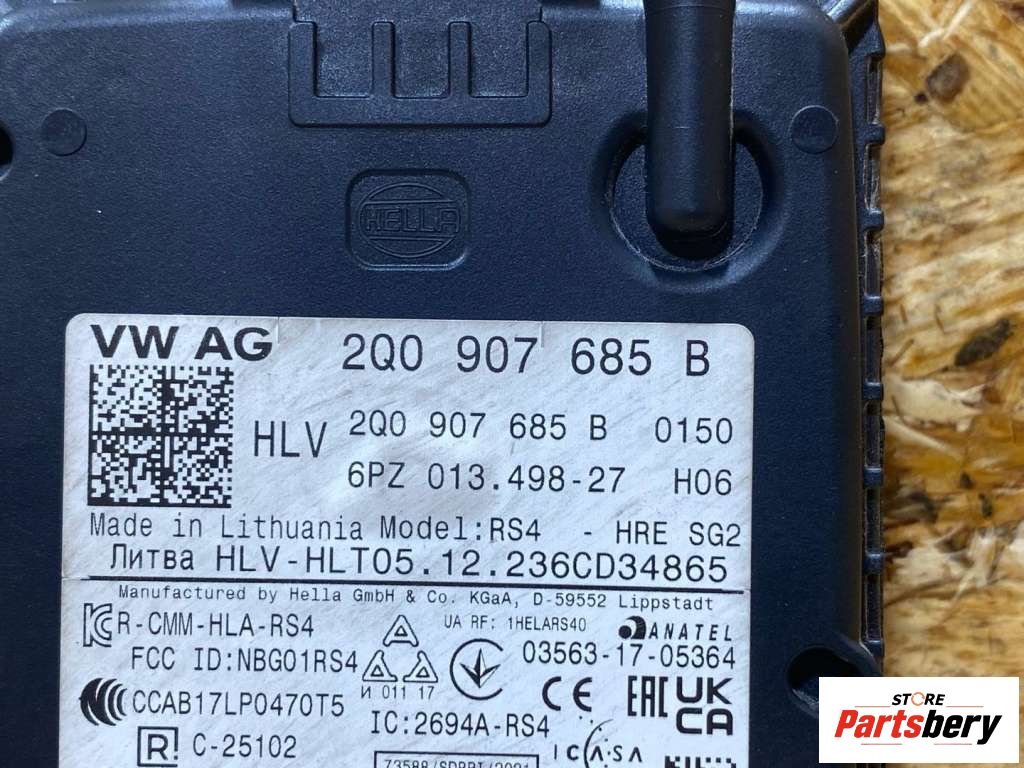 HELLA
VW AG 2Q0 907 685 B
HLV 2Q0 907 685 B 0150
6PZ 013.498-27 H06
Made in Lithuania Model:RS4 - HRE SG2
Литва HLV-HLT05.12.236CD34865
Manufactured by Hella GmbH & Co. KGaA, D-59552 Lippstadt
R-CMM-HLA-RS4
UA RF: 1HELARS40
ANATEL
03563-17-05364
FCC ID:NBG01RS4
И 011 17
CCAB17LP0470T5
CE EAC UK CA
IC:2694A-RS4
R! C-25102
ICASA
STORE
Partsbery